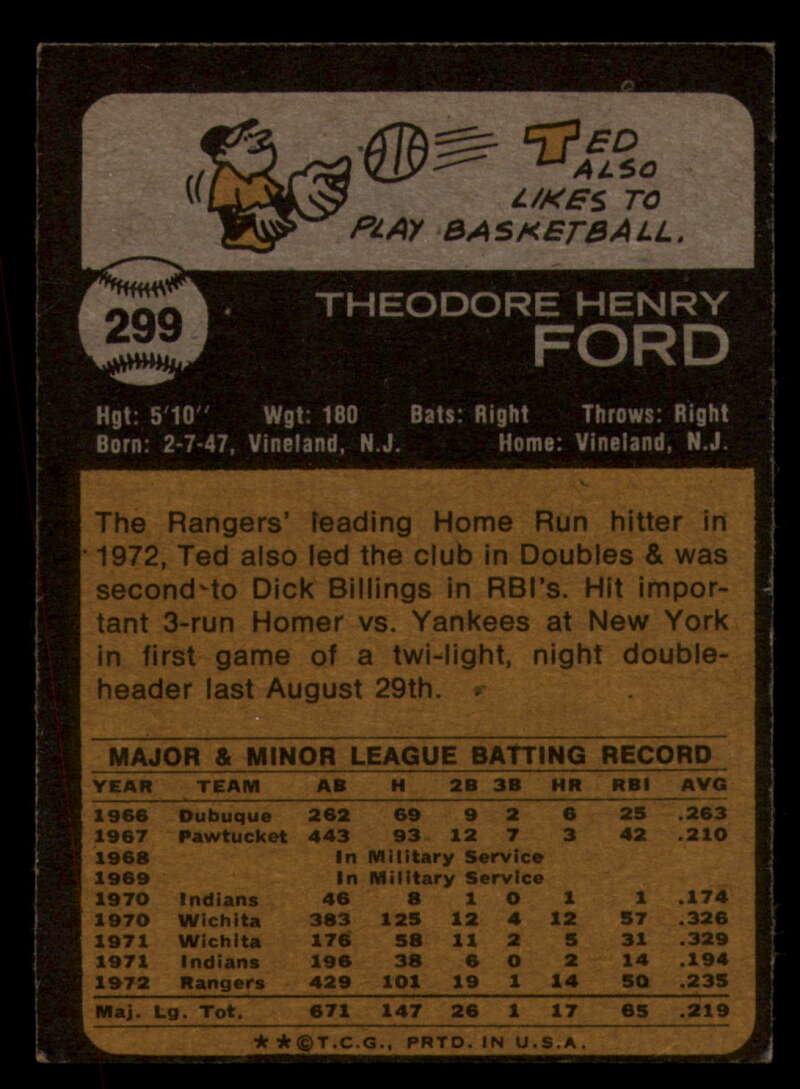 TED
ALSO
LIKES TO
PLAY BASKETBALL.
299
THEODORE HENRY
FORD
Hgt: 5'10" Wgt: 180 Bats: Right Throws: Right
Born: 2-7-47, Vineland, N.J. Home: Vineland, N.J.
The Rangers' leading Home Run hitter in
1972, Ted also led the club in Doubles & was
second to Dick Billings in RBI's. Hit impor-
tant 3-run Homer vs. Yankees at New York
in first game of a twi-light, night double-
header last August 29th.
MAJOR & MINOR LEAGUE BATTING RECORD
YEAR TEAM AB H 2B 3B HR RBI AVG
1966 Dubuque 262 69 9 2 6 25 .263
1967 Pawtucket 443 93 12 7 3 42 .210
1968 In Military Service
1969 In Military Service
1970 Indians 46 8 1 0 1 1 .174
1970 Wichita 383 125 12 4 12 57 .326
1971 Wichita 176 58 11 2 5 31 .329
1971 Indians 196 38 6 0 2 14 .194
1972 Rangers 429 101 19 1 14 50 .235
Maj. Lg. Tot. 671 147 26 1 17 65 .219
★★©T.C.G., PRTD. IN U.S.A.